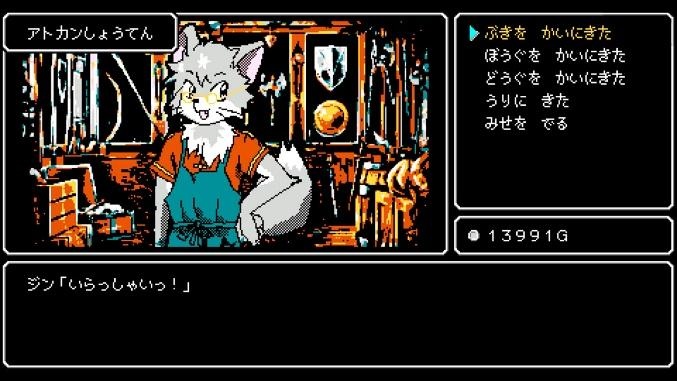 アトカンしょうてん
ぶきを　かいにきた
ぼうぐを　かいにきた
どうぐを　かいにきた
うりに　きた
みせを　でる
13991G
ジン「いらっしゃいっ！」